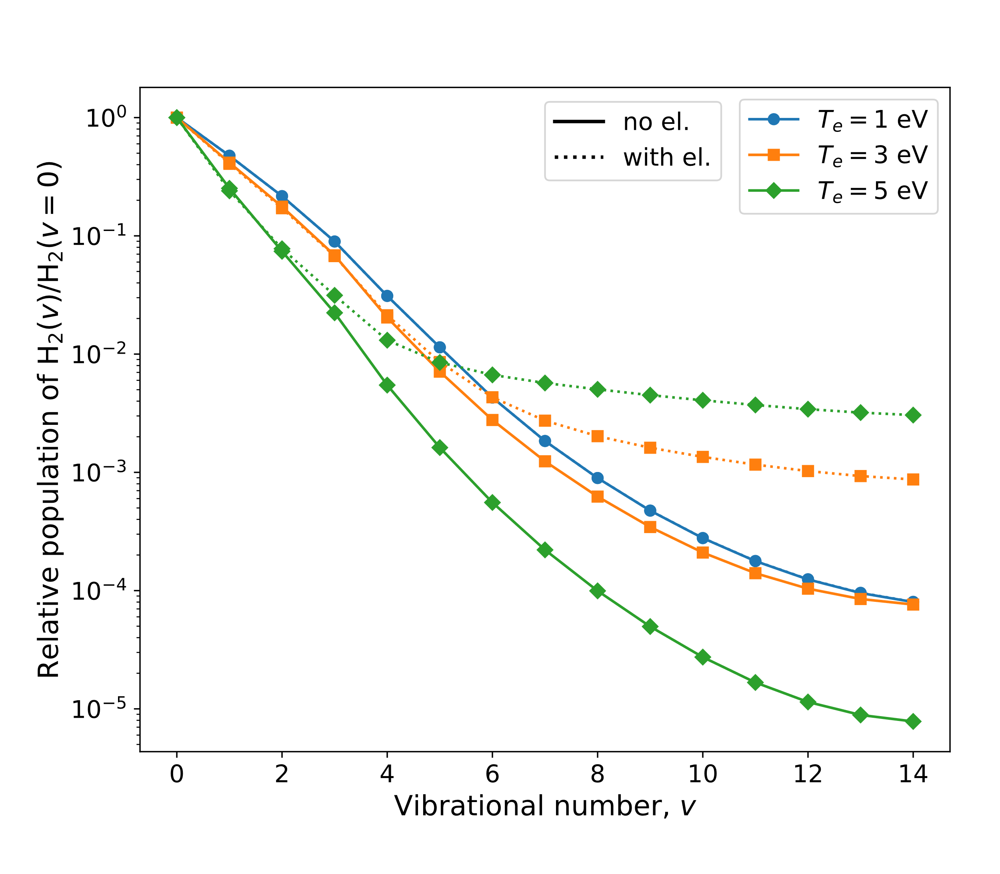 no el.
with el.
Tₑ = 1 eV
Tₑ = 3 eV
Tₑ = 5 eV
Relative population of H₂(v)/H₂(v = 0)
10⁰
10⁻¹
10⁻²
10⁻³
10⁻⁴
10⁻⁵
0 2 4 6 8 10 12 14
Vibrational number, v